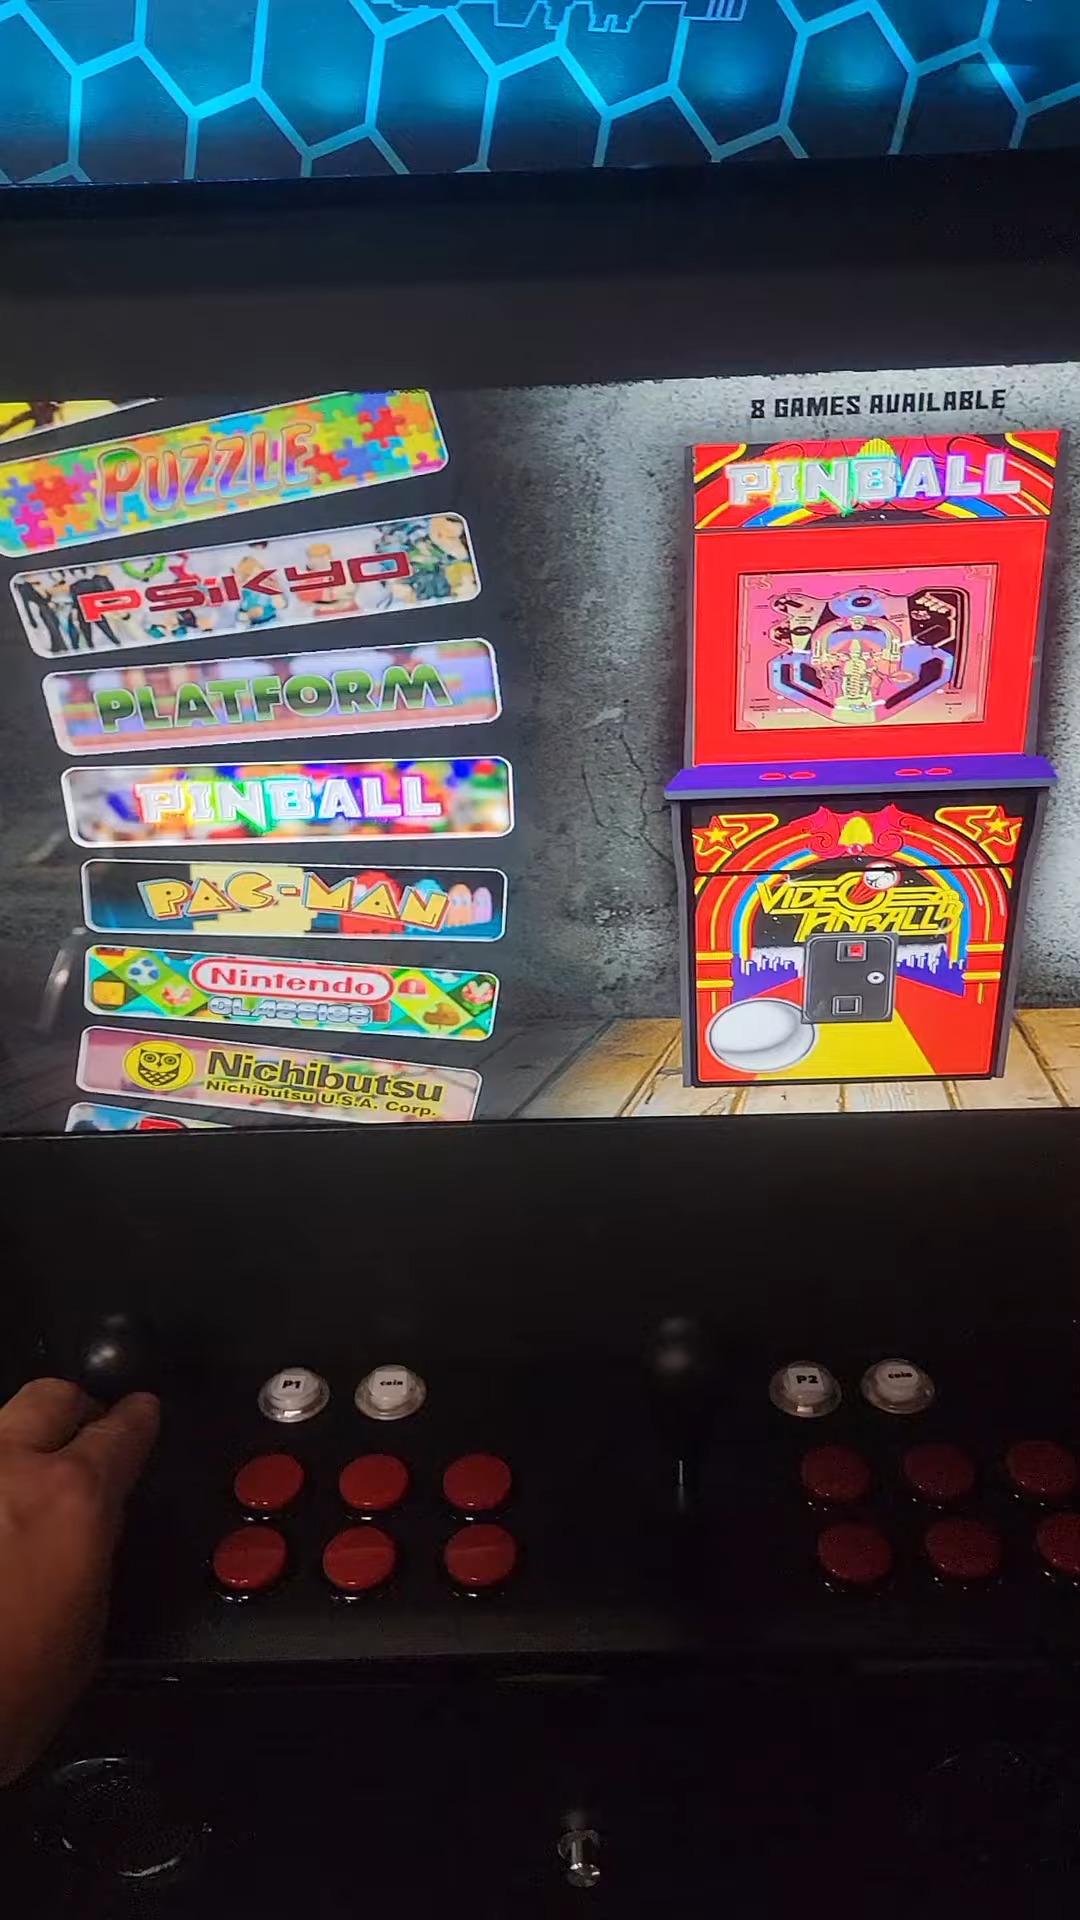 8 GAMES AVAILABLE
PUZZLE
PSiKYO
PLATFORM
PINBALL
PAC-MAN
Nintendo
CLASSICS
Nichibutsu
Nichibutsu U.S.A. Corp.
PINBALL
VIDEO
PINBALL
P1
coin
P2
coin